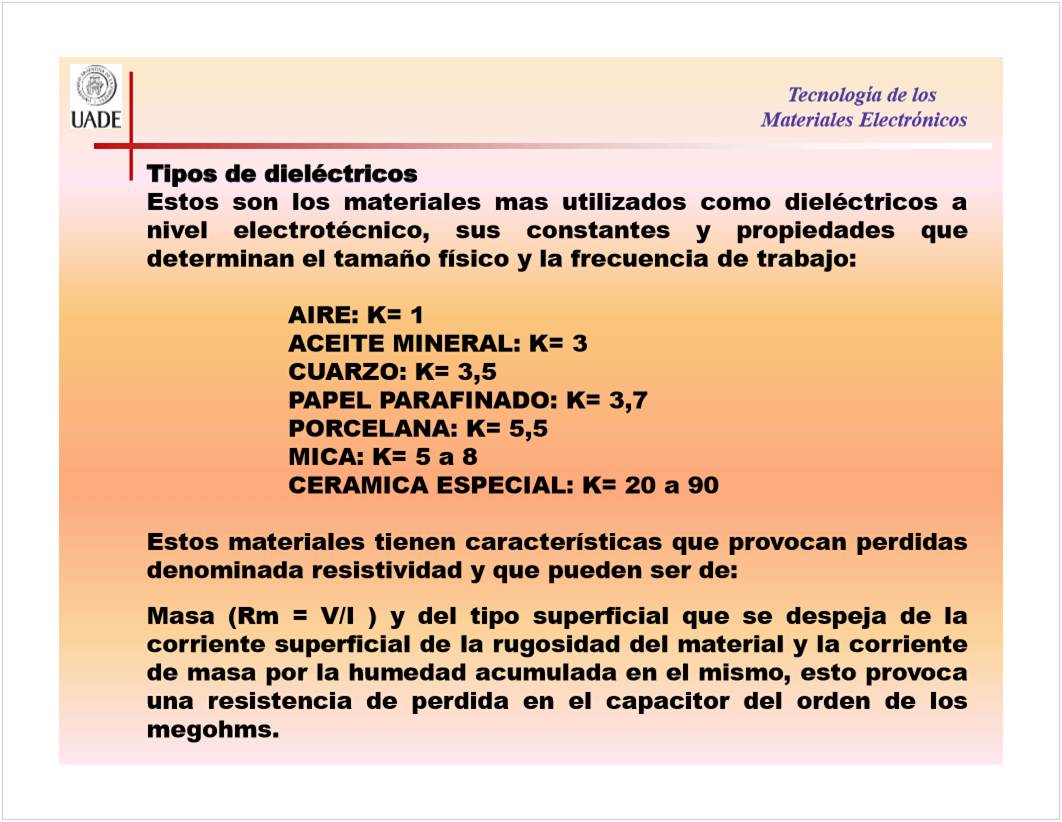 UADE
Tecnología de los
Materiales Electrónicos
Tipos de dieléctricos
Estos son los materiales mas utilizados como dieléctricos a
nivel electrotécnico, sus constantes y propiedades que
determinan el tamaño físico y la frecuencia de trabajo:
AIRE: K= 1
ACEITE MINERAL: K= 3
CUARZO: K= 3,5
PAPEL PARAFINADO: K= 3,7
PORCELANA: K= 5,5
MICA: K= 5 a 8
CERAMICA ESPECIAL: K= 20 a 90
Estos materiales tienen características que provocan perdidas
denominada resistividad y que pueden ser de:
Masa (Rm = V/I ) y del tipo superficial que se despeja de la
corriente superficial de la rugosidad del material y la corriente
de masa por la humedad acumulada en el mismo, esto provoca
una resistencia de perdida en el capacitor del orden de los
megohms.